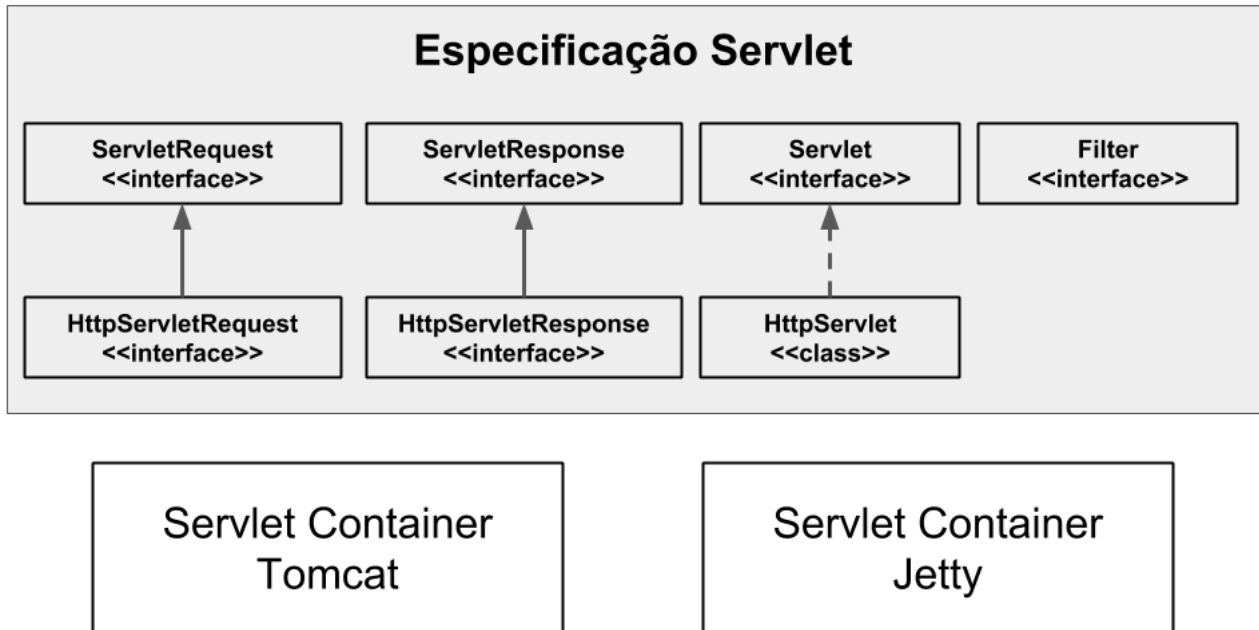 Especificação Servlet
ServletRequest
<<interface>>
ServletResponse
<<interface>>
Servlet
<<interface>>
Filter
<<interface>>
HttpServletRequest
<<interface>>
HttpServletResponse
<<interface>>
HttpServlet
<<class>>
Servlet Container
Tomcat
Servlet Container
Jetty